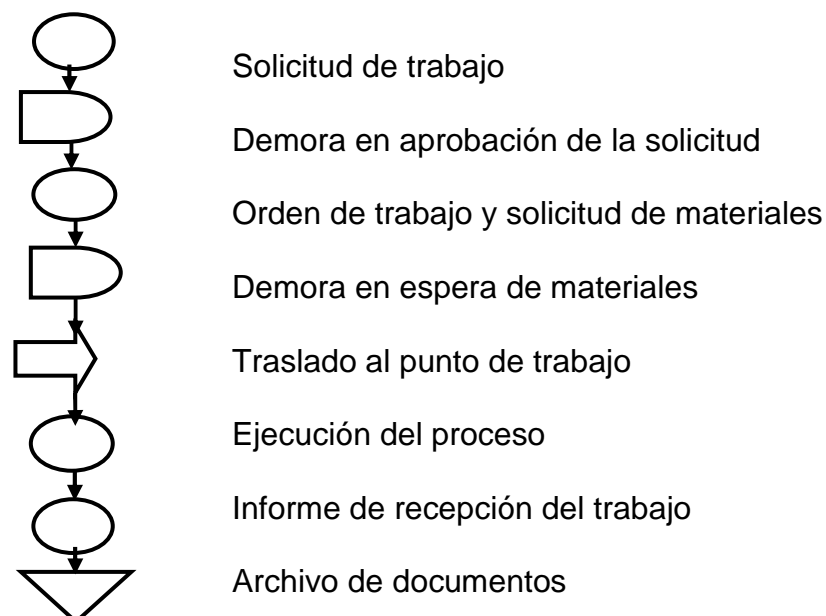 Solicitud de trabajo
Demora en aprobación de la solicitud
Orden de trabajo y solicitud de materiales
Demora en espera de materiales
Traslado al punto de trabajo
Ejecución del proceso
Informe de recepción del trabajo
Archivo de documentos